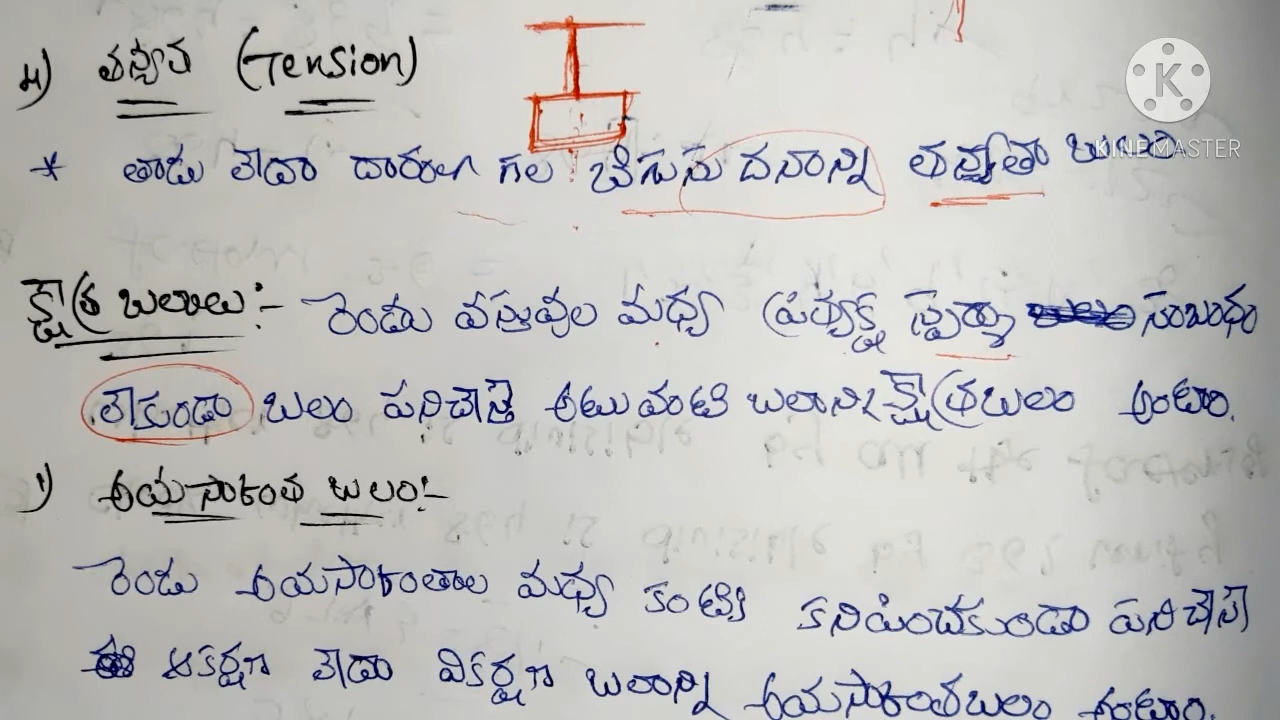 4) తన్యత (Tension)
* తాడు లేదా దారంలో గల బిగుసుదనాన్ని తన్యతా బలం
K
KINEMASTER
క్షేత్ర బలాలు :- రెండు వస్తువుల మధ్య ప్రత్యక్ష స్పర్శ సంబంధం
లేకుండా బలం పనిచేస్తే అటువంటి బలాన్ని క్షేత్రబలం అంటారు.
1) అయస్కాంత బలం:-
రెండు అయస్కాంతాల మధ్య కంటికి కనిపించకుండా పనిచేసే
ఆకర్షణ లేదా వికర్షణ బలాన్ని అయస్కాంతబలం అంటారు.